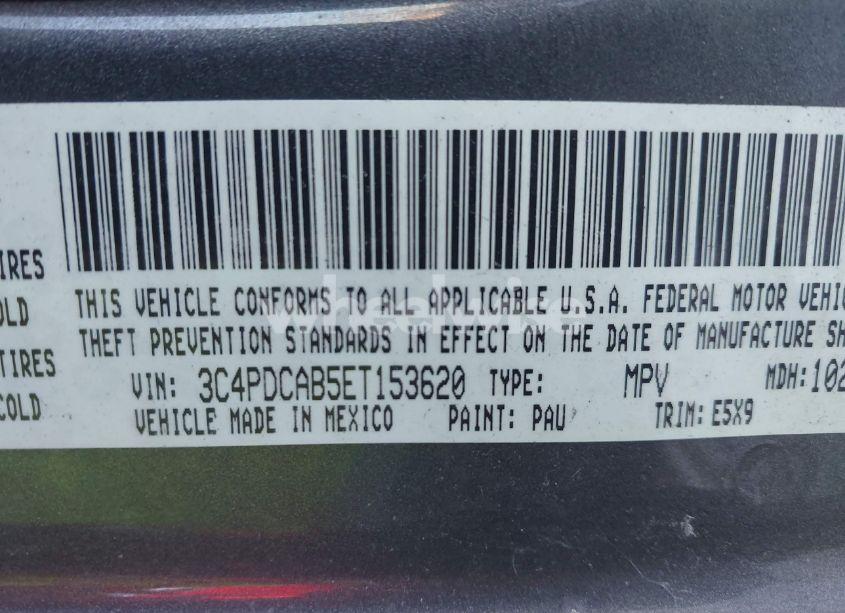 IRES
OLD
TIRES
COLD
THIS VEHICLE CONFORMS TO ALL APPLICABLE U.S.A. FEDERAL MOTOR VEHIC
THEFT PREVENTION STANDARDS IN EFFECT ON THE DATE OF MANUFACTURE SH
VIN: 3C4PDCAB5ET153620 TYPE: MPV MDH:102
VEHICLE MADE IN MEXICO PAINT: PAU TRIM: E5X9